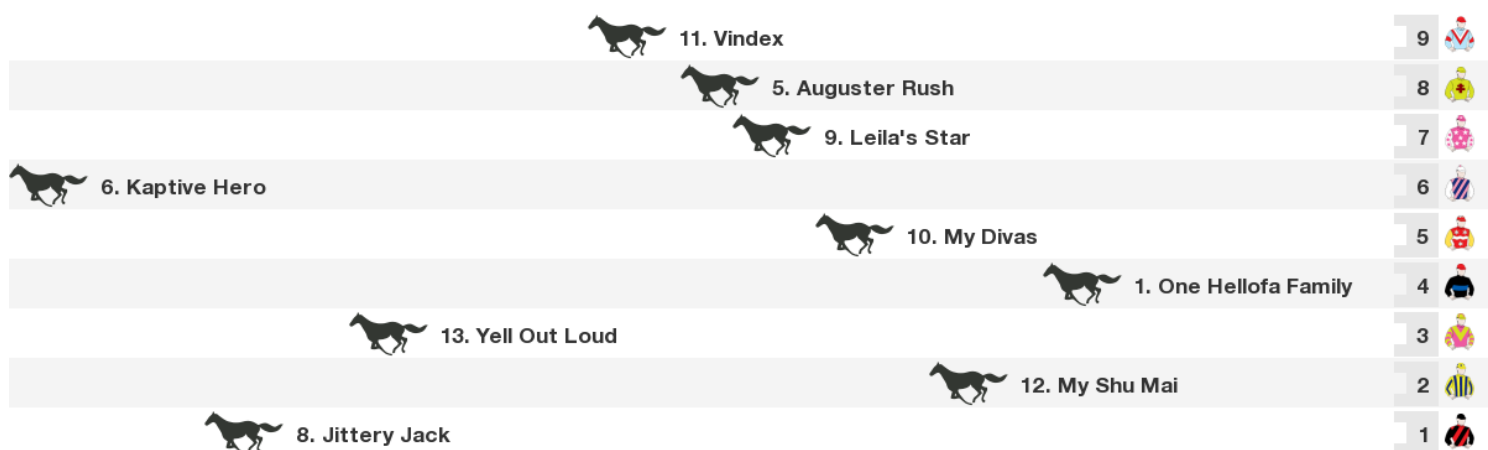 11. Vindex 9
5. Auguster Rush 8
9. Leila's Star 7
6. Kaptive Hero 6
10. My Divas 5
1. One Hellofa Family 4
13. Yell Out Loud 3
12. My Shu Mai 2
8. Jittery Jack 1